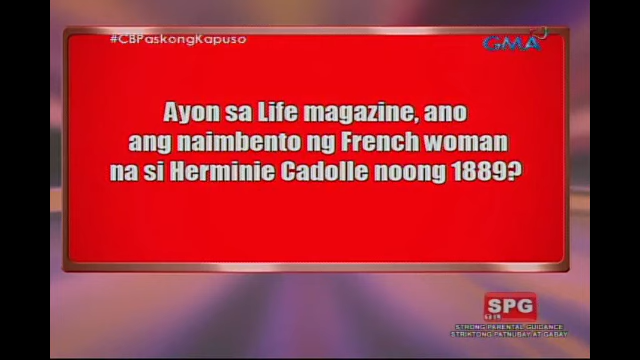 #CBPaskongKapuso
GMA
Ayon sa Life magazine, ano
ang naimbento ng French woman
na si Herminie Cadolle noong 1889?
SPG
STRONG PARENTAL GUIDANCE
STRIKTONG PATNUBAY AT GABAY